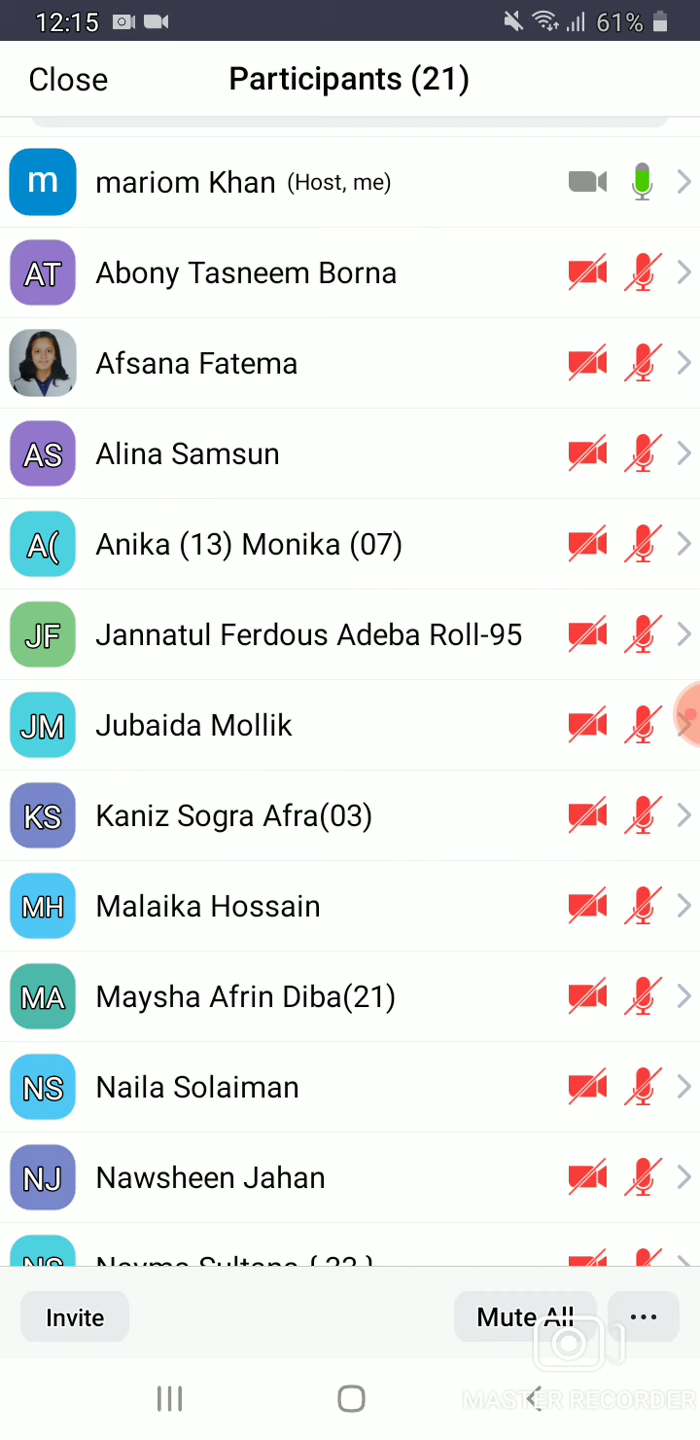 12:15 61%
Close Participants (21)
m mariom Khan (Host, me)
AT Abony Tasneem Borna
Afsana Fatema
AS Alina Samsun
A( Anika (13) Monika (07)
JF Jannatul Ferdous Adeba Roll-95
JM Jubaida Mollik
KS Kaniz Sogra Afra(03)
MH Malaika Hossain
MA Maysha Afrin Diba(21)
NS Naila Solaiman
NJ Nawsheen Jahan
Invite Mute All ...
MASTER RECORDER